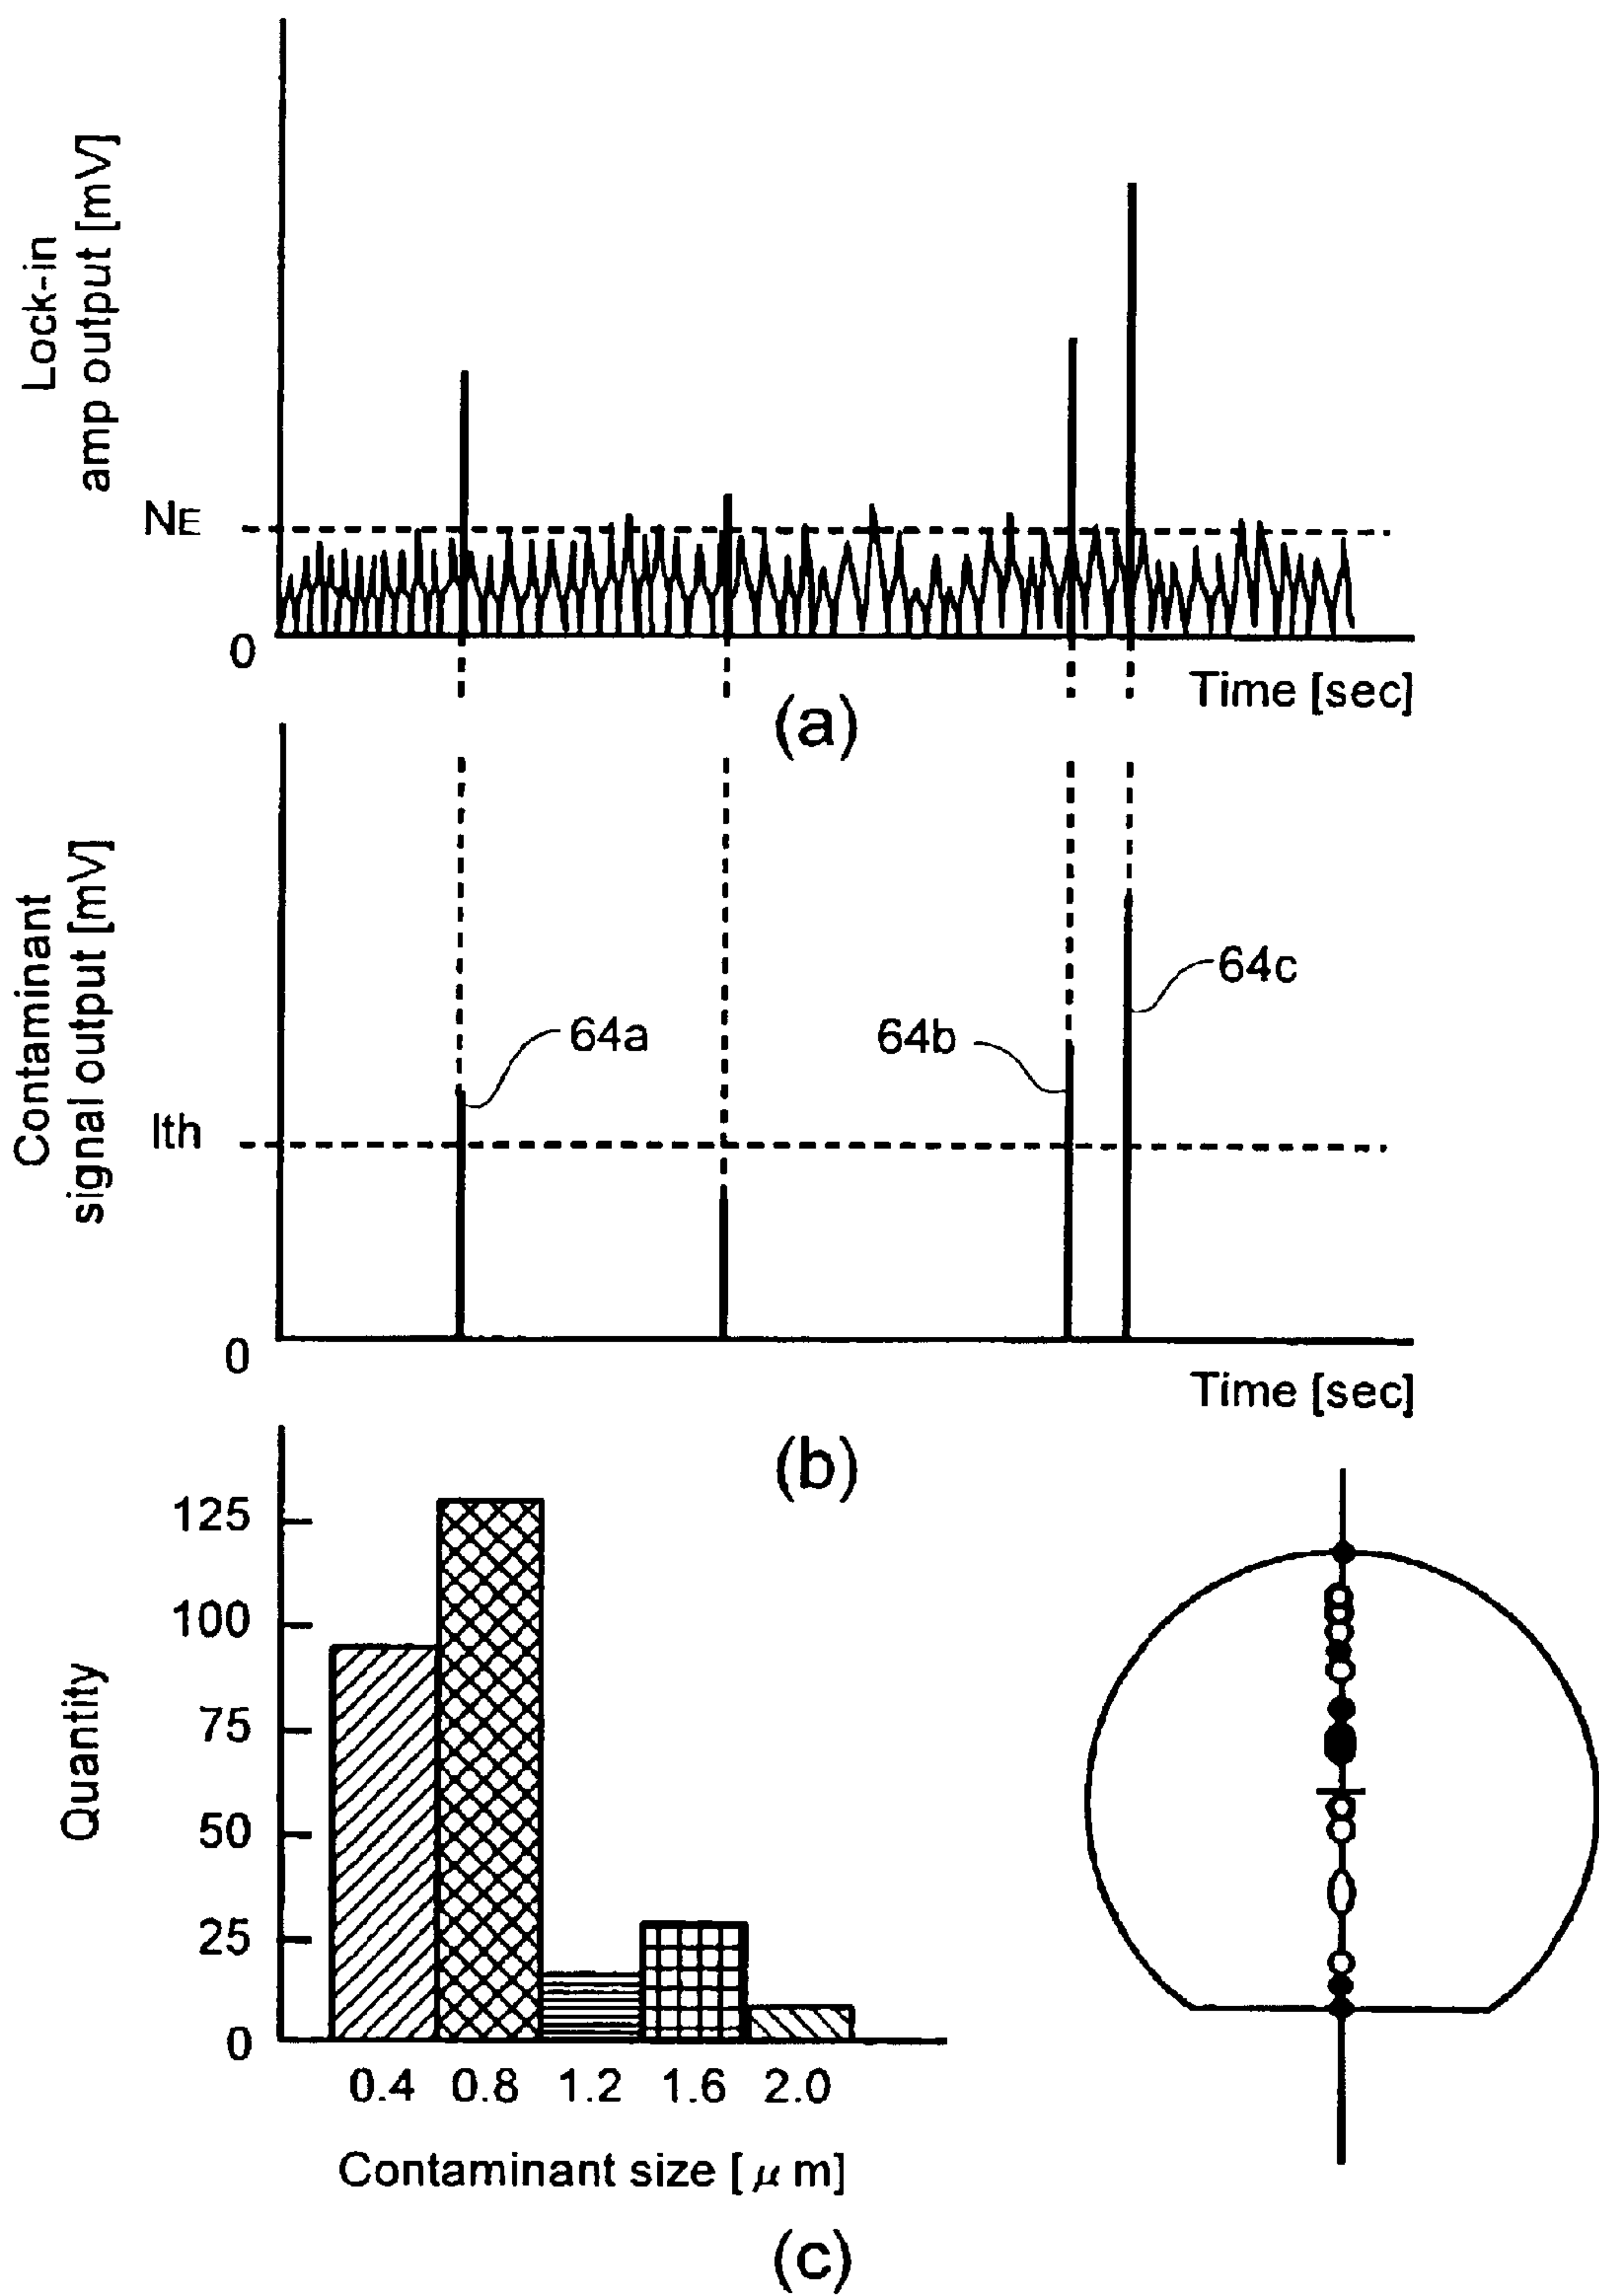 Lock-in
amp output [mV]
NE
0
Time [sec]
(a)
Contaminant
signal output [mV]
64a
64b
64c
Ith
0
Time [sec]
(b)
Quantity
125
100
75
50
25
0
0.4 0.8 1.2 1.6 2.0
Contaminant size [μm]
(c)